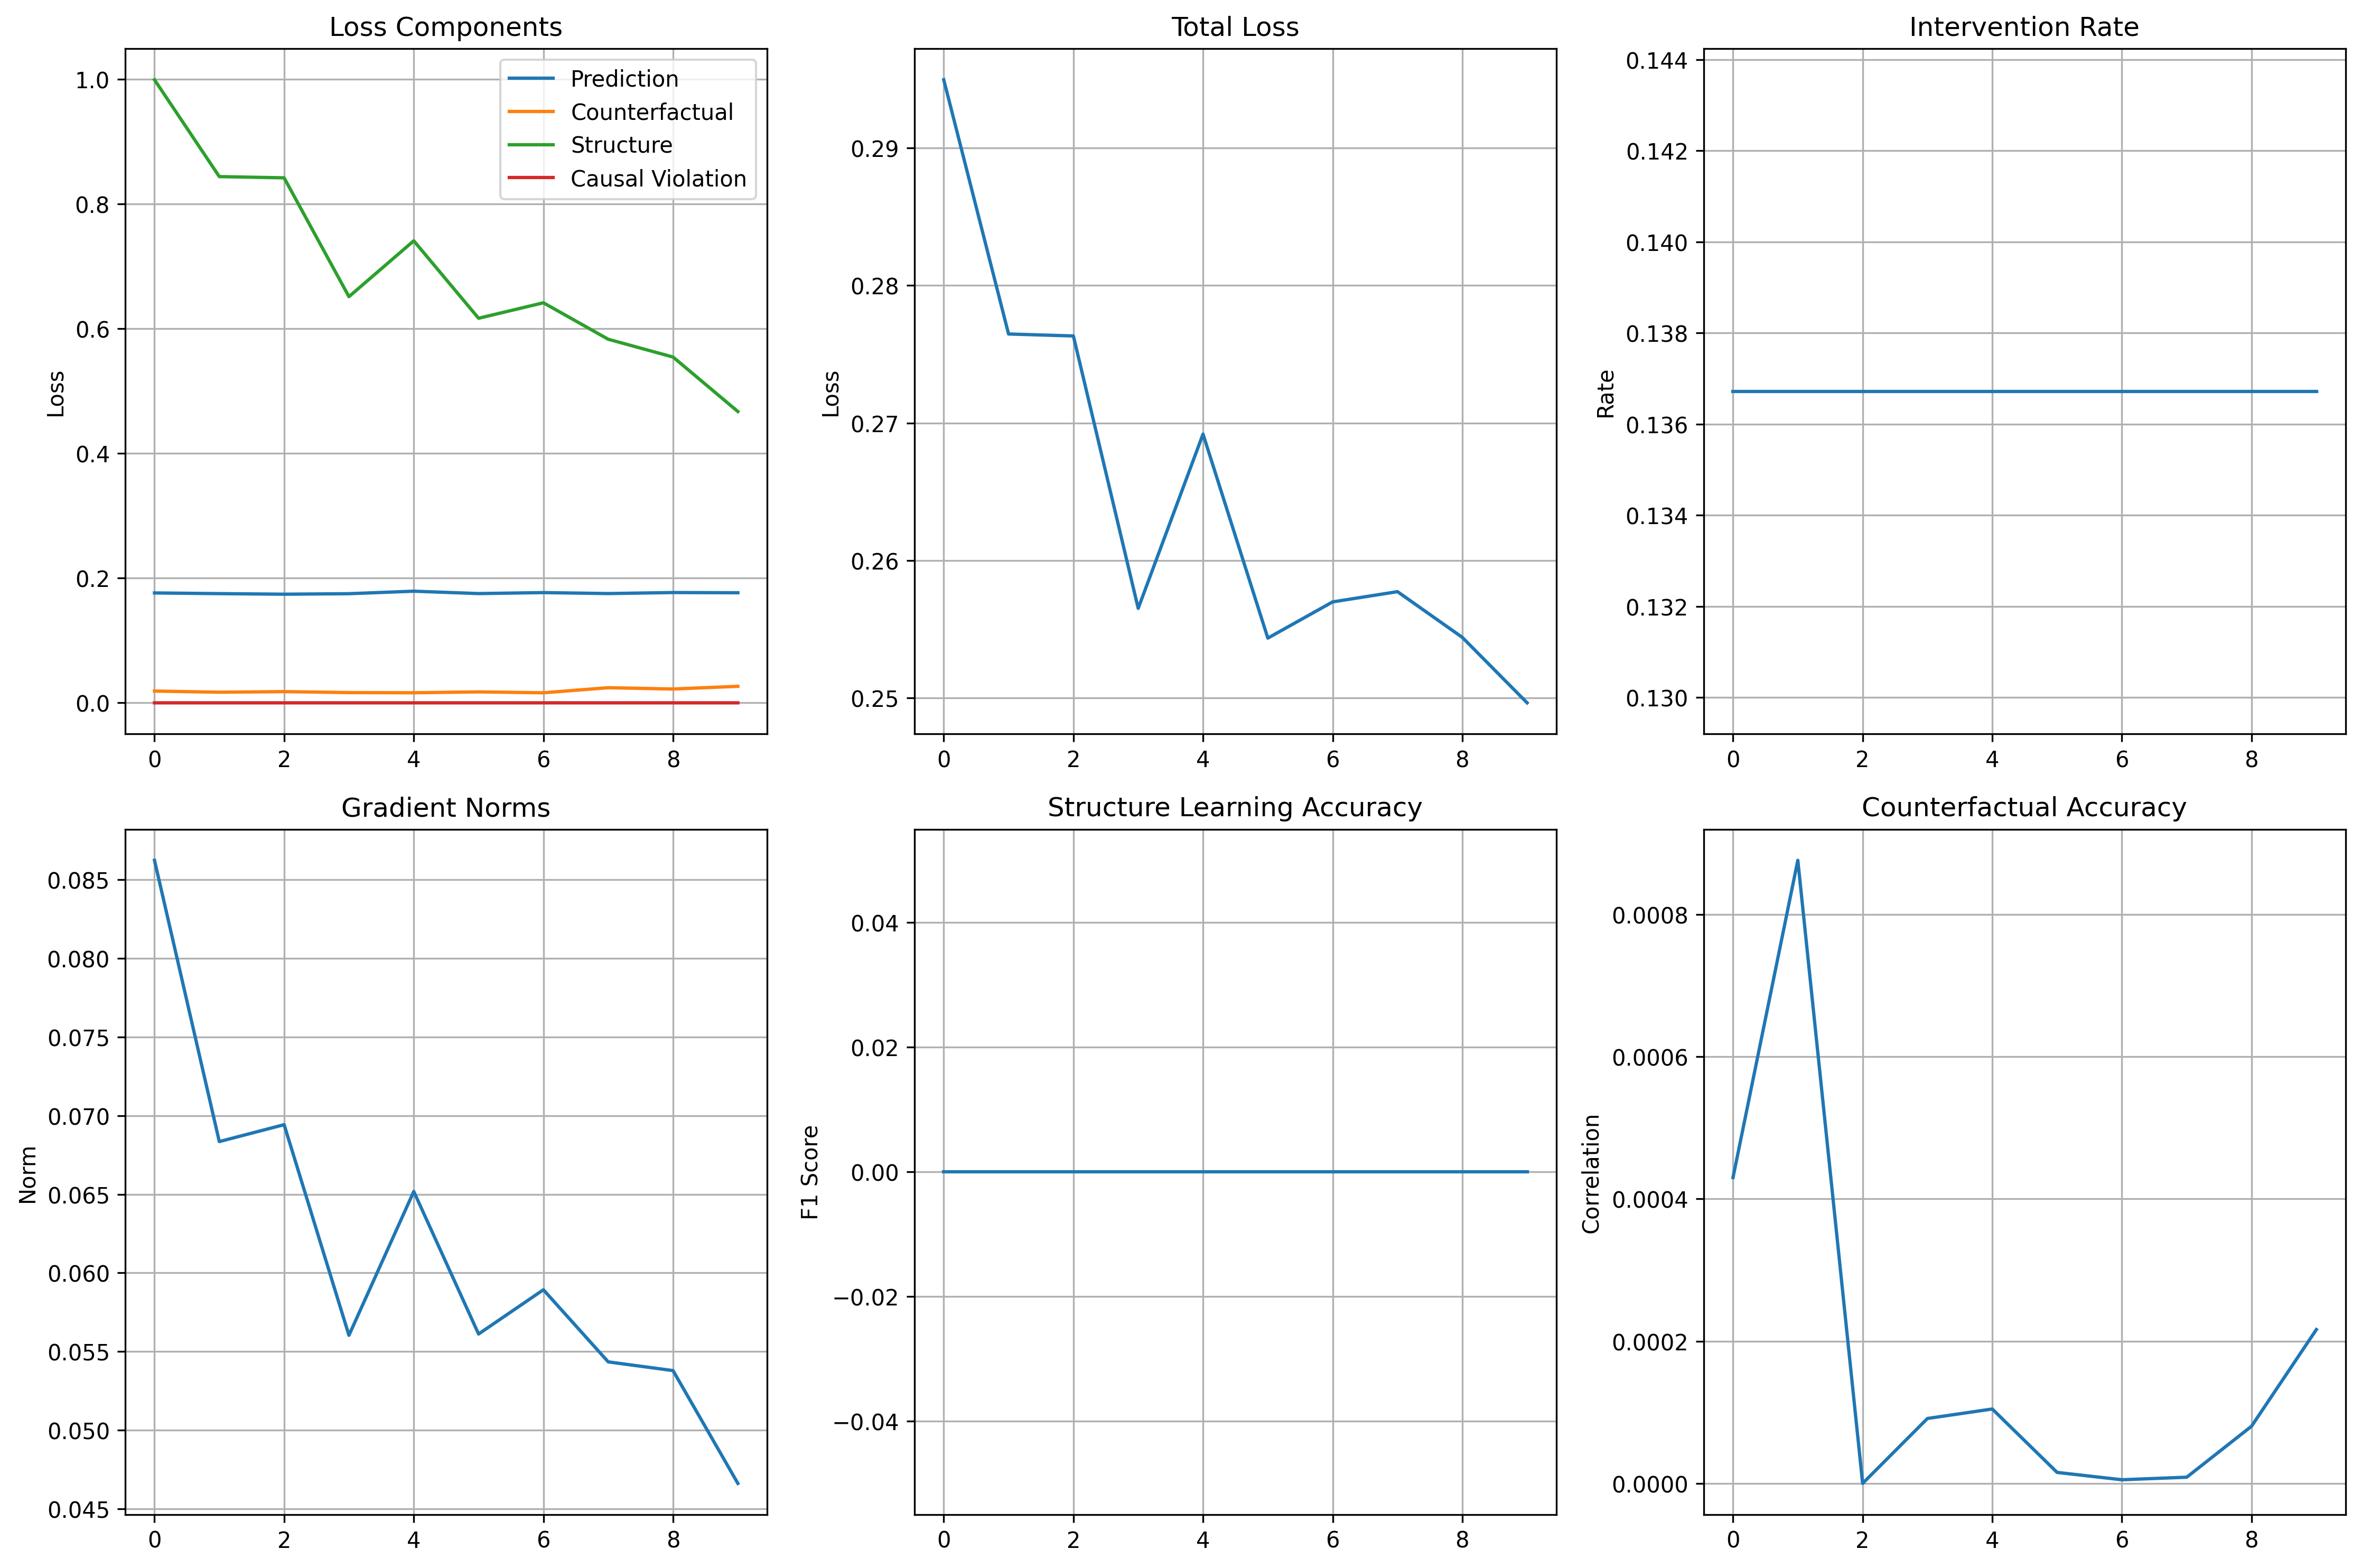 Loss Components
Loss
1.0
0.8
0.6
0.4
0.2
0.0
Prediction
Counterfactual
Structure
Causal Violation
0 2 4 6 8
Total Loss
Loss
0.29
0.28
0.27
0.26
0.25
0 2 4 6 8
Intervention Rate
Rate
0.144
0.142
0.140
0.138
0.136
0.134
0.132
0.130
0 2 4 6 8
Gradient Norms
Norm
0.085
0.080
0.075
0.070
0.065
0.060
0.055
0.050
0.045
0 2 4 6 8
Structure Learning Accuracy
F1 Score
0.04
0.02
0.00
−0.02
−0.04
0 2 4 6 8
Counterfactual Accuracy
Correlation
0.0008
0.0006
0.0004
0.0002
0.0000
0 2 4 6 8